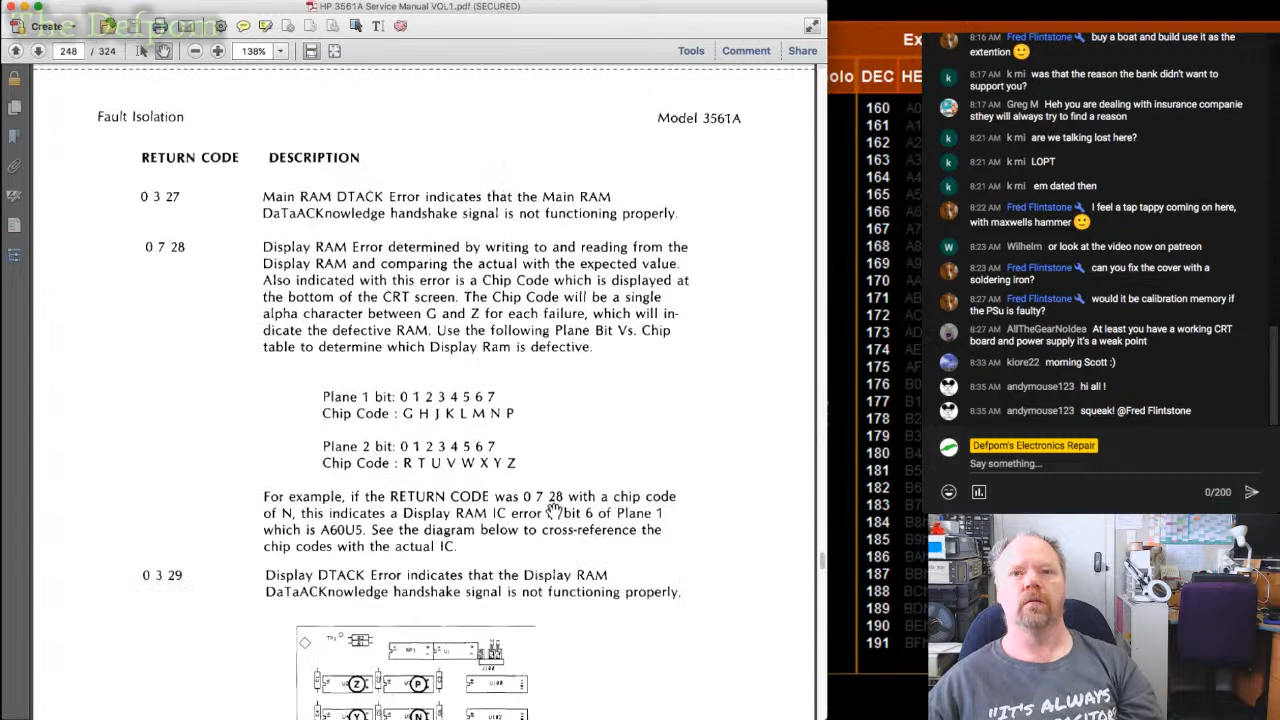 The Defpom
HP 3561A Service Manual VOL1.pdf (SECURED)
Create
248 / 324
138%
Tools
Comment
Share
Fault Isolation
Model 3561A
RETURN CODE DESCRIPTION
0 3 27 Main RAM DTACK Error indicates that the Main RAM
DaTaACKnowledge handshake signal is not functioning properly.
0 7 28 Display RAM Error determined by writing to and reading from the
Display RAM and comparing the actual with the expected value.
Also indicated with this error is a Chip Code which is displayed at
the bottom of the CRT screen. The Chip Code will be a single
alpha character between G and Z for each failure, which will in-
dicate the defective RAM. Use the following Plane Bit Vs. Chip
table to determine which Display Ram is defective.
Plane 1 bit: 0 1 2 3 4 5 6 7
Chip Code : G H J K L M N P
Plane 2 bit: 0 1 2 3 4 5 6 7
Chip Code : R T U V W X Y Z
For example, if the RETURN CODE was 0 7 28 with a chip code
of N, this indicates a Display RAM IC error bit 6 of Plane 1
which is A60U5. See the diagram below to cross-reference the
chip codes with the actual IC.
0 3 29 Display DTACK Error indicates that the Display RAM
DaTaACKnowledge handshake signal is not functioning properly.
Z
P
Y
N
Ex
olo DEC HE
160 A0
161 A1
162
163
164
165
166
167
168
169
170
171
172
173
174
175
176
177
178
179
180
181
182
183
184
185
186
187
188
189
190
191
8:16 AM Fred Flintstone buy a boat and build use it as the
extention
8:17 AM k mi was that the reason the bank didn't want to
support you?
8:17 AM Greg M Heh you are dealing with insurance companie
sthey will always try to find a reason
8:21 AM k mi are we talking lost here?
8:21 AM k mi LOPT
8:21 AM k mi em dated then
8:22 AM Fred Flintstone I feel a tap tappy coming on here,
with maxwells hammer
8:23 AM Wilhelm or look at the video now on patreon
8:23 AM Fred Flintstone can you fix the cover with a
soldering iron?
8:27 AM Fred Flintstone would it be calibration memory if
the PSu is faulty?
8:27 AM AllTheGearNoIdea At least you have a working CRT
board and power supply it's a weak point
8:33 AM klore22 morning Scott :)
8:35 AM andymouse123 hi all !
8:35 AM andymouse123 squeak! @Fred Flintstone
Defpom's Electronics Repair
Say something...
0/200
"IT'S ALWAYS